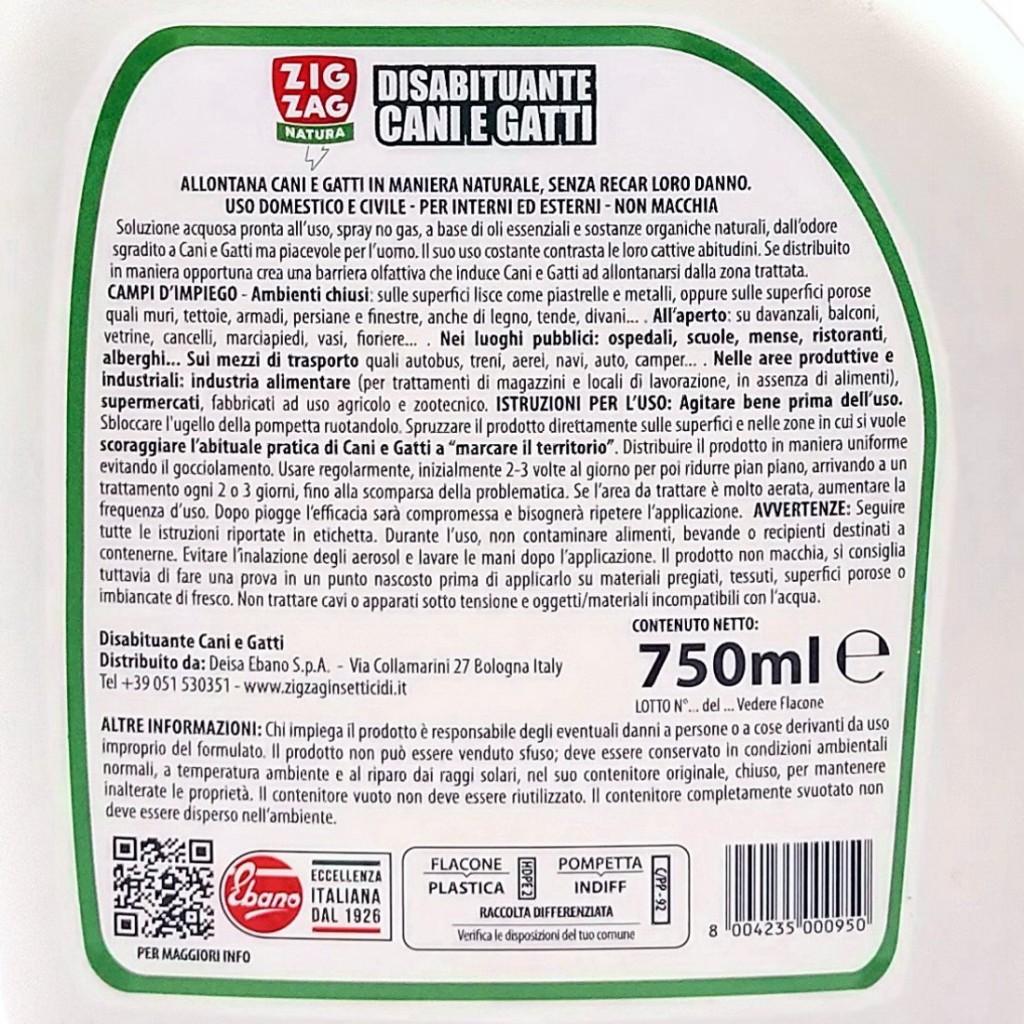 ZIG
ZAG
NATURA
DISABITUANTE
CANI E GATTI
ALLONTANA CANI E GATTI IN MANIERA NATURALE, SENZA RECAR LORO DANNO.
USO DOMESTICO E CIVILE - PER INTERNI ED ESTERNI - NON MACCHIA
Soluzione acquosa pronta all'uso, spray no gas, a base di oli essenziali e sostanze organiche naturali, dall'odore
sgradito a Cani e Gatti ma piacevole per l'uomo. Il suo uso costante contrasta le loro cattive abitudini. Se distribuito
in maniera opportuna crea una barriera olfattiva che induce Cani e Gatti ad allontanarsi dalla zona trattata.
CAMPI D'IMPIEGO - Ambienti chiusi: sulle superfici lisce come piastrelle e metalli, oppure sulle superfici porose
quali muri, tettoie, armadi, persiane e finestre, anche di legno, tende, divani... . All'aperto: su davanzali, balconi,
vetrine, cancelli, marciapiedi, vasi, fioriere... . Nei luoghi pubblici: ospedali, scuole, mense, ristoranti,
alberghi... Sui mezzi di trasporto quali autobus, treni, aerei, navi, auto, camper... . Nelle aree produttive e
industriali: industria alimentare (per trattamenti di magazzini e locali di lavorazione, in assenza di alimenti),
supermercati, fabbricati ad uso agricolo e zootecnico. ISTRUZIONI PER L'USO: Agitare bene prima dell'uso.
Sbloccare l'ugello della pompetta ruotandolo. Spruzzare il prodotto direttamente sulle superfici e nelle zone in cui si vuole
scoraggiare l'abituale pratica di Cani e Gatti a "marcare il territorio". Distribuire il prodotto in maniera uniforme
evitando il gocciolamento. Usare regolarmente, inizialmente 2-3 volte al giorno per poi ridurre pian piano, arrivando a un
trattamento ogni 2 o 3 giorni, fino alla scomparsa della problematica. Se l'area da trattare è molto aerata, aumentare la
frequenza d'uso. Dopo piogge l'efficacia sarà compromessa e bisognerà ripetere l'applicazione. AVVERTENZE: Seguire
tutte le istruzioni riportate in etichetta. Durante l'uso, non contaminare alimenti, bevande o recipienti destinati a
contenerne. Evitare l'inalazione degli aerosol e lavare le mani dopo l'applicazione. Il prodotto non macchia, si consiglia
tuttavia di fare una prova in un punto nascosto prima di applicarlo su materiali pregiati, tessuti, superfici porose o
imbiancate di fresco. Non trattare cavi o apparati sotto tensione e oggetti/materiali incompatibili con l'acqua.
Disabituante Cani e Gatti
Distribuito da: Deisa Ebano S.p.A. - Via Collamarini 27 Bologna Italy
Tel +39 051 530351 - www.zigzaginsetticidi.it
CONTENUTO NETTO:
750ml ℮
LOTTO N°... del ... Vedere Flacone
ALTRE INFORMAZIONI: Chi impiega il prodotto è responsabile degli eventuali danni a persone o a cose derivanti da uso
improprio del formulato. Il prodotto non può essere venduto sfuso; deve essere conservato in condizioni ambientali
normali, a temperatura ambiente e al riparo dai raggi solari, nel suo contenitore originale, chiuso, per mantenere
inalterate le proprietà. Il contenitore vuoto non deve essere riutilizzato. Il contenitore completamente svuotato non
deve essere disperso nell'ambiente.
PER MAGGIORI INFO
Ebano
ECCELLENZA
ITALIANA
DAL 1926
FLACONE
PLASTICA
HDPE2
POMPETTA
INDIFF
C/PP-92
RACCOLTA DIFFERENZIATA
Verifica le disposizioni del tuo comune
8 004235 000950